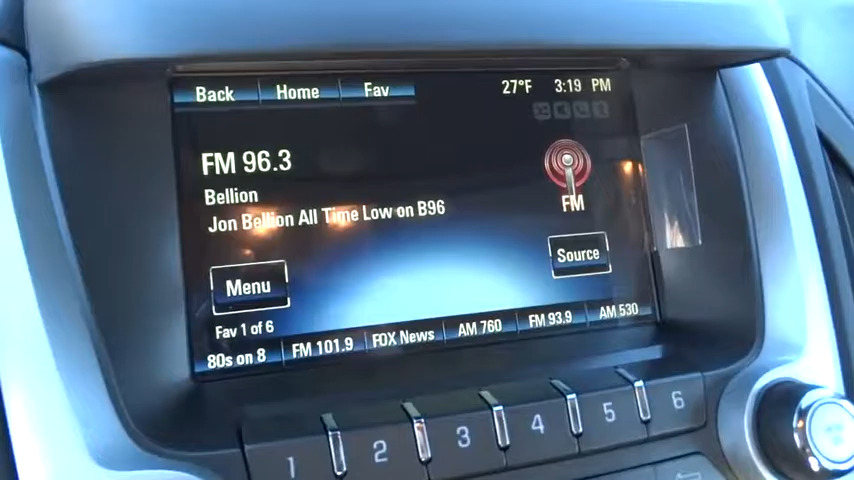 Back Home Fav 27°F 3:19 PM
FM 96.3
Bellion
Jon Bellion All Time Low on B96
FM
Menu
Source
Fav 1 of 6
80s on 8 FM 101.9 FOX News AM 760 FM 93.9 AM 530
1 2 3 4 5 6